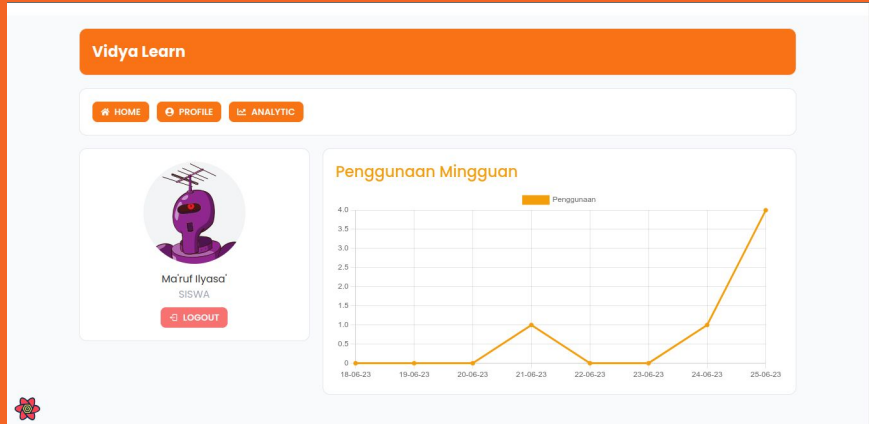 Vidya Learn
HOME
PROFILE
ANALYTIC
Ma'ruf Ilyasa'
SISWA
LOGOUT
Penggunaan Mingguan
Penggunaan
4.0
3.5
3.0
2.5
2.0
1.5
1.0
0.5
0
18-06-23 19-06-23 20-06-23 21-06-23 22-06-23 23-06-23 24-06-23 25-06-23